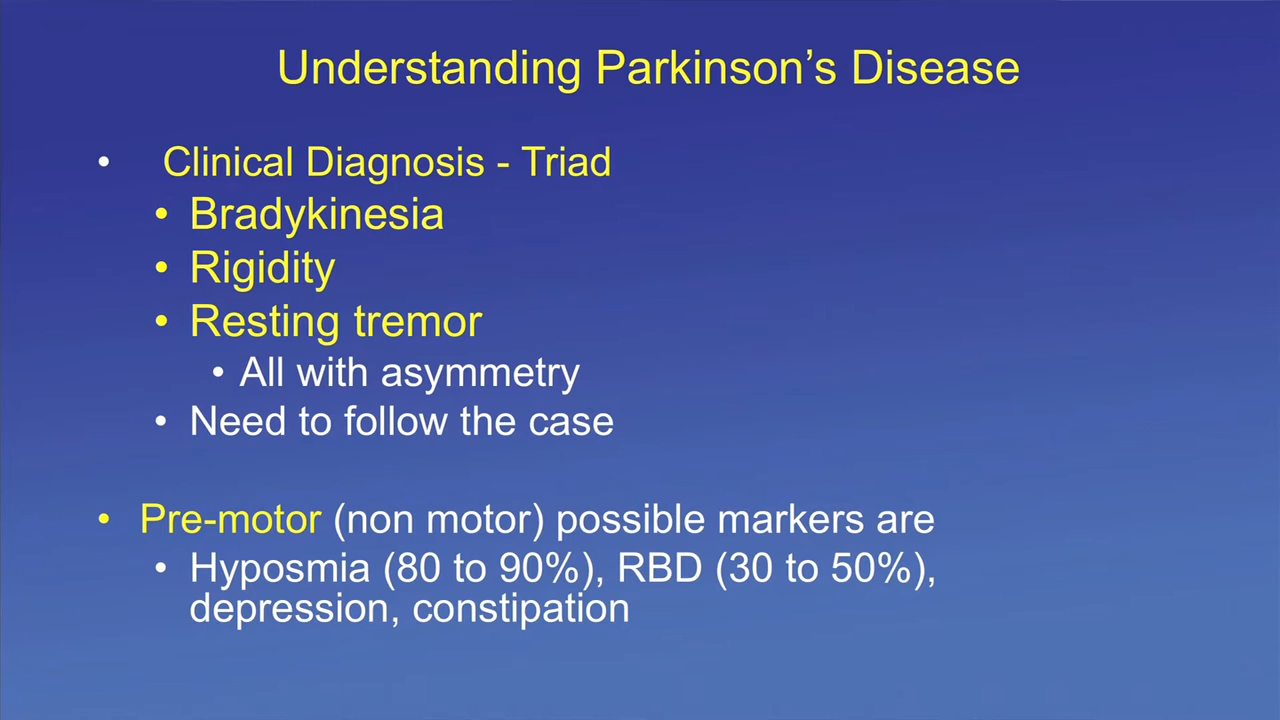 Understanding Parkinson’s Disease
• Clinical Diagnosis - Triad
• Bradykinesia
• Rigidity
• Resting tremor
• All with asymmetry
• Need to follow the case
• Pre-motor (non motor) possible markers are
• Hyposmia (80 to 90%), RBD (30 to 50%),
depression, constipation